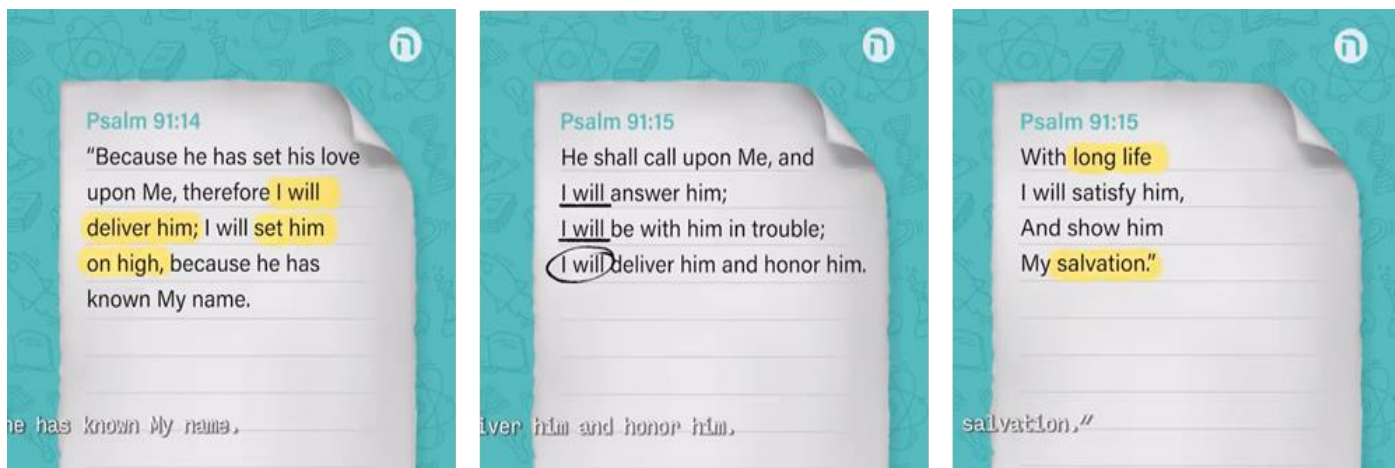 Psalm 91:14
“Because he has set his love
upon Me, therefore I will
deliver him; I will set him
on high, because he has
known My name.
he has known My name.
Psalm 91:15
He shall call upon Me, and
I will answer him;
I will be with him in trouble;
I will deliver him and honor him.
iver him and honor him.
Psalm 91:15
With long life
I will satisfy him,
And show him
My salvation.”
salvation.”